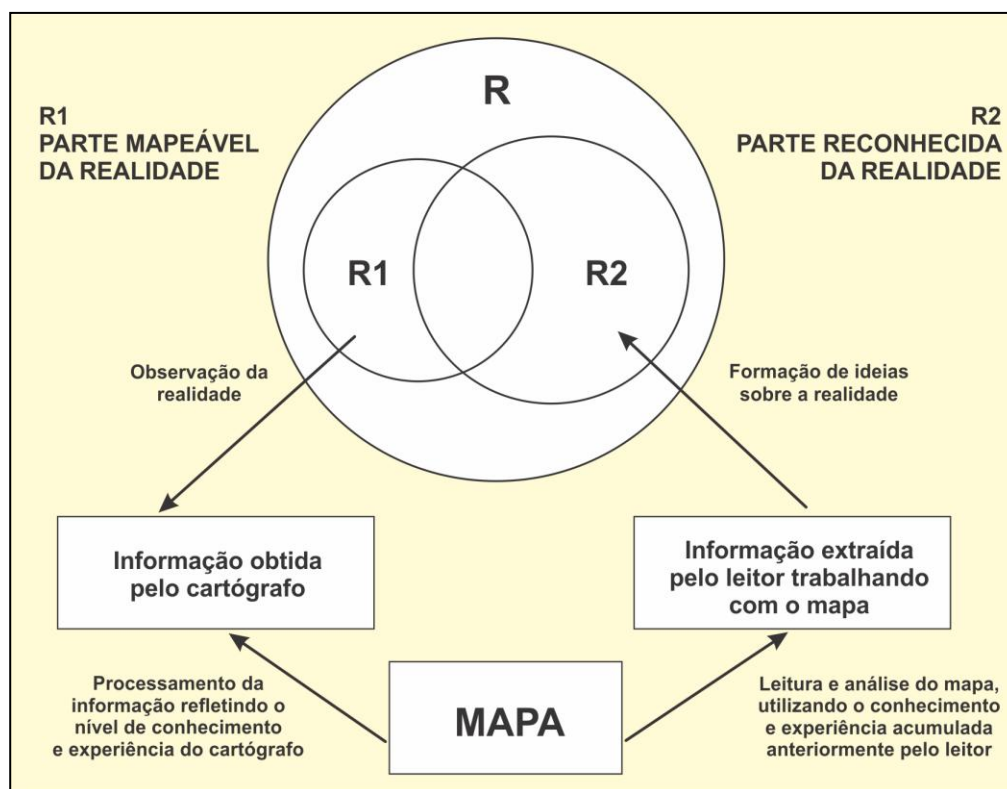 R
R1
PARTE MAPEÁVEL
DA REALIDADE
R2
PARTE RECONHECIDA
DA REALIDADE
R1
R2
Observação da
realidade
Formação de ideias
sobre a realidade
Informação obtida
pelo cartógrafo
Informação extraída
pelo leitor trabalhando
com o mapa
Processamento da
informação refletindo o
nível de conhecimento
e experiência do cartógrafo
MAPA
Leitura e análise do mapa,
utilizando o conhecimento
e experiência acumulada
anteriormente pelo leitor